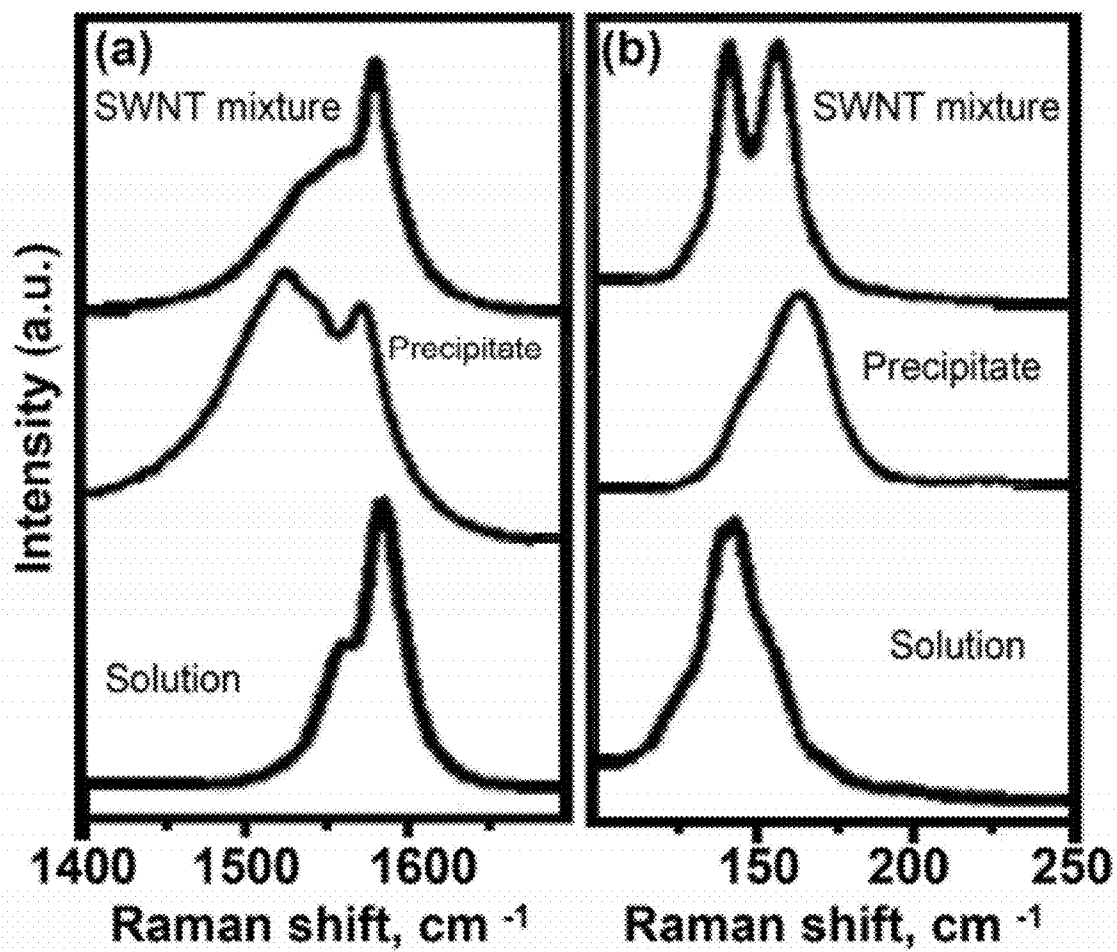 (a)
SWNT mixture
Precipitate
Solution
(b)
SWNT mixture
Precipitate
Solution
Intensity (a.u.)
1400 1500 1600
150 200 250
Raman shift, cm -1
Raman shift, cm -1